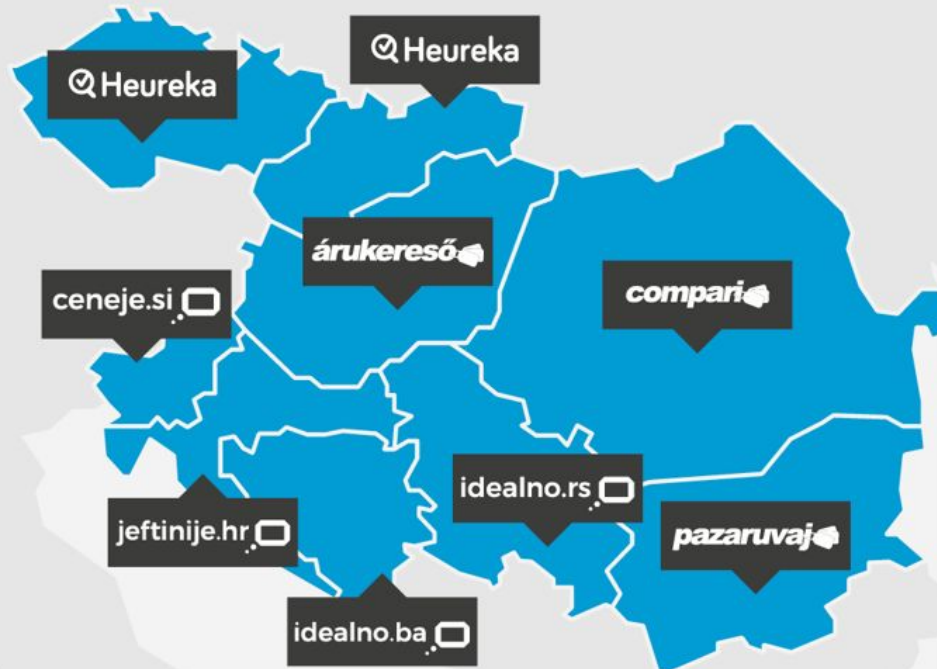 Heureka
Heureka
árukereső
ceneje.si
compari
idealno.rs
jeftinije.hr
pazaruvaj
idealno.ba